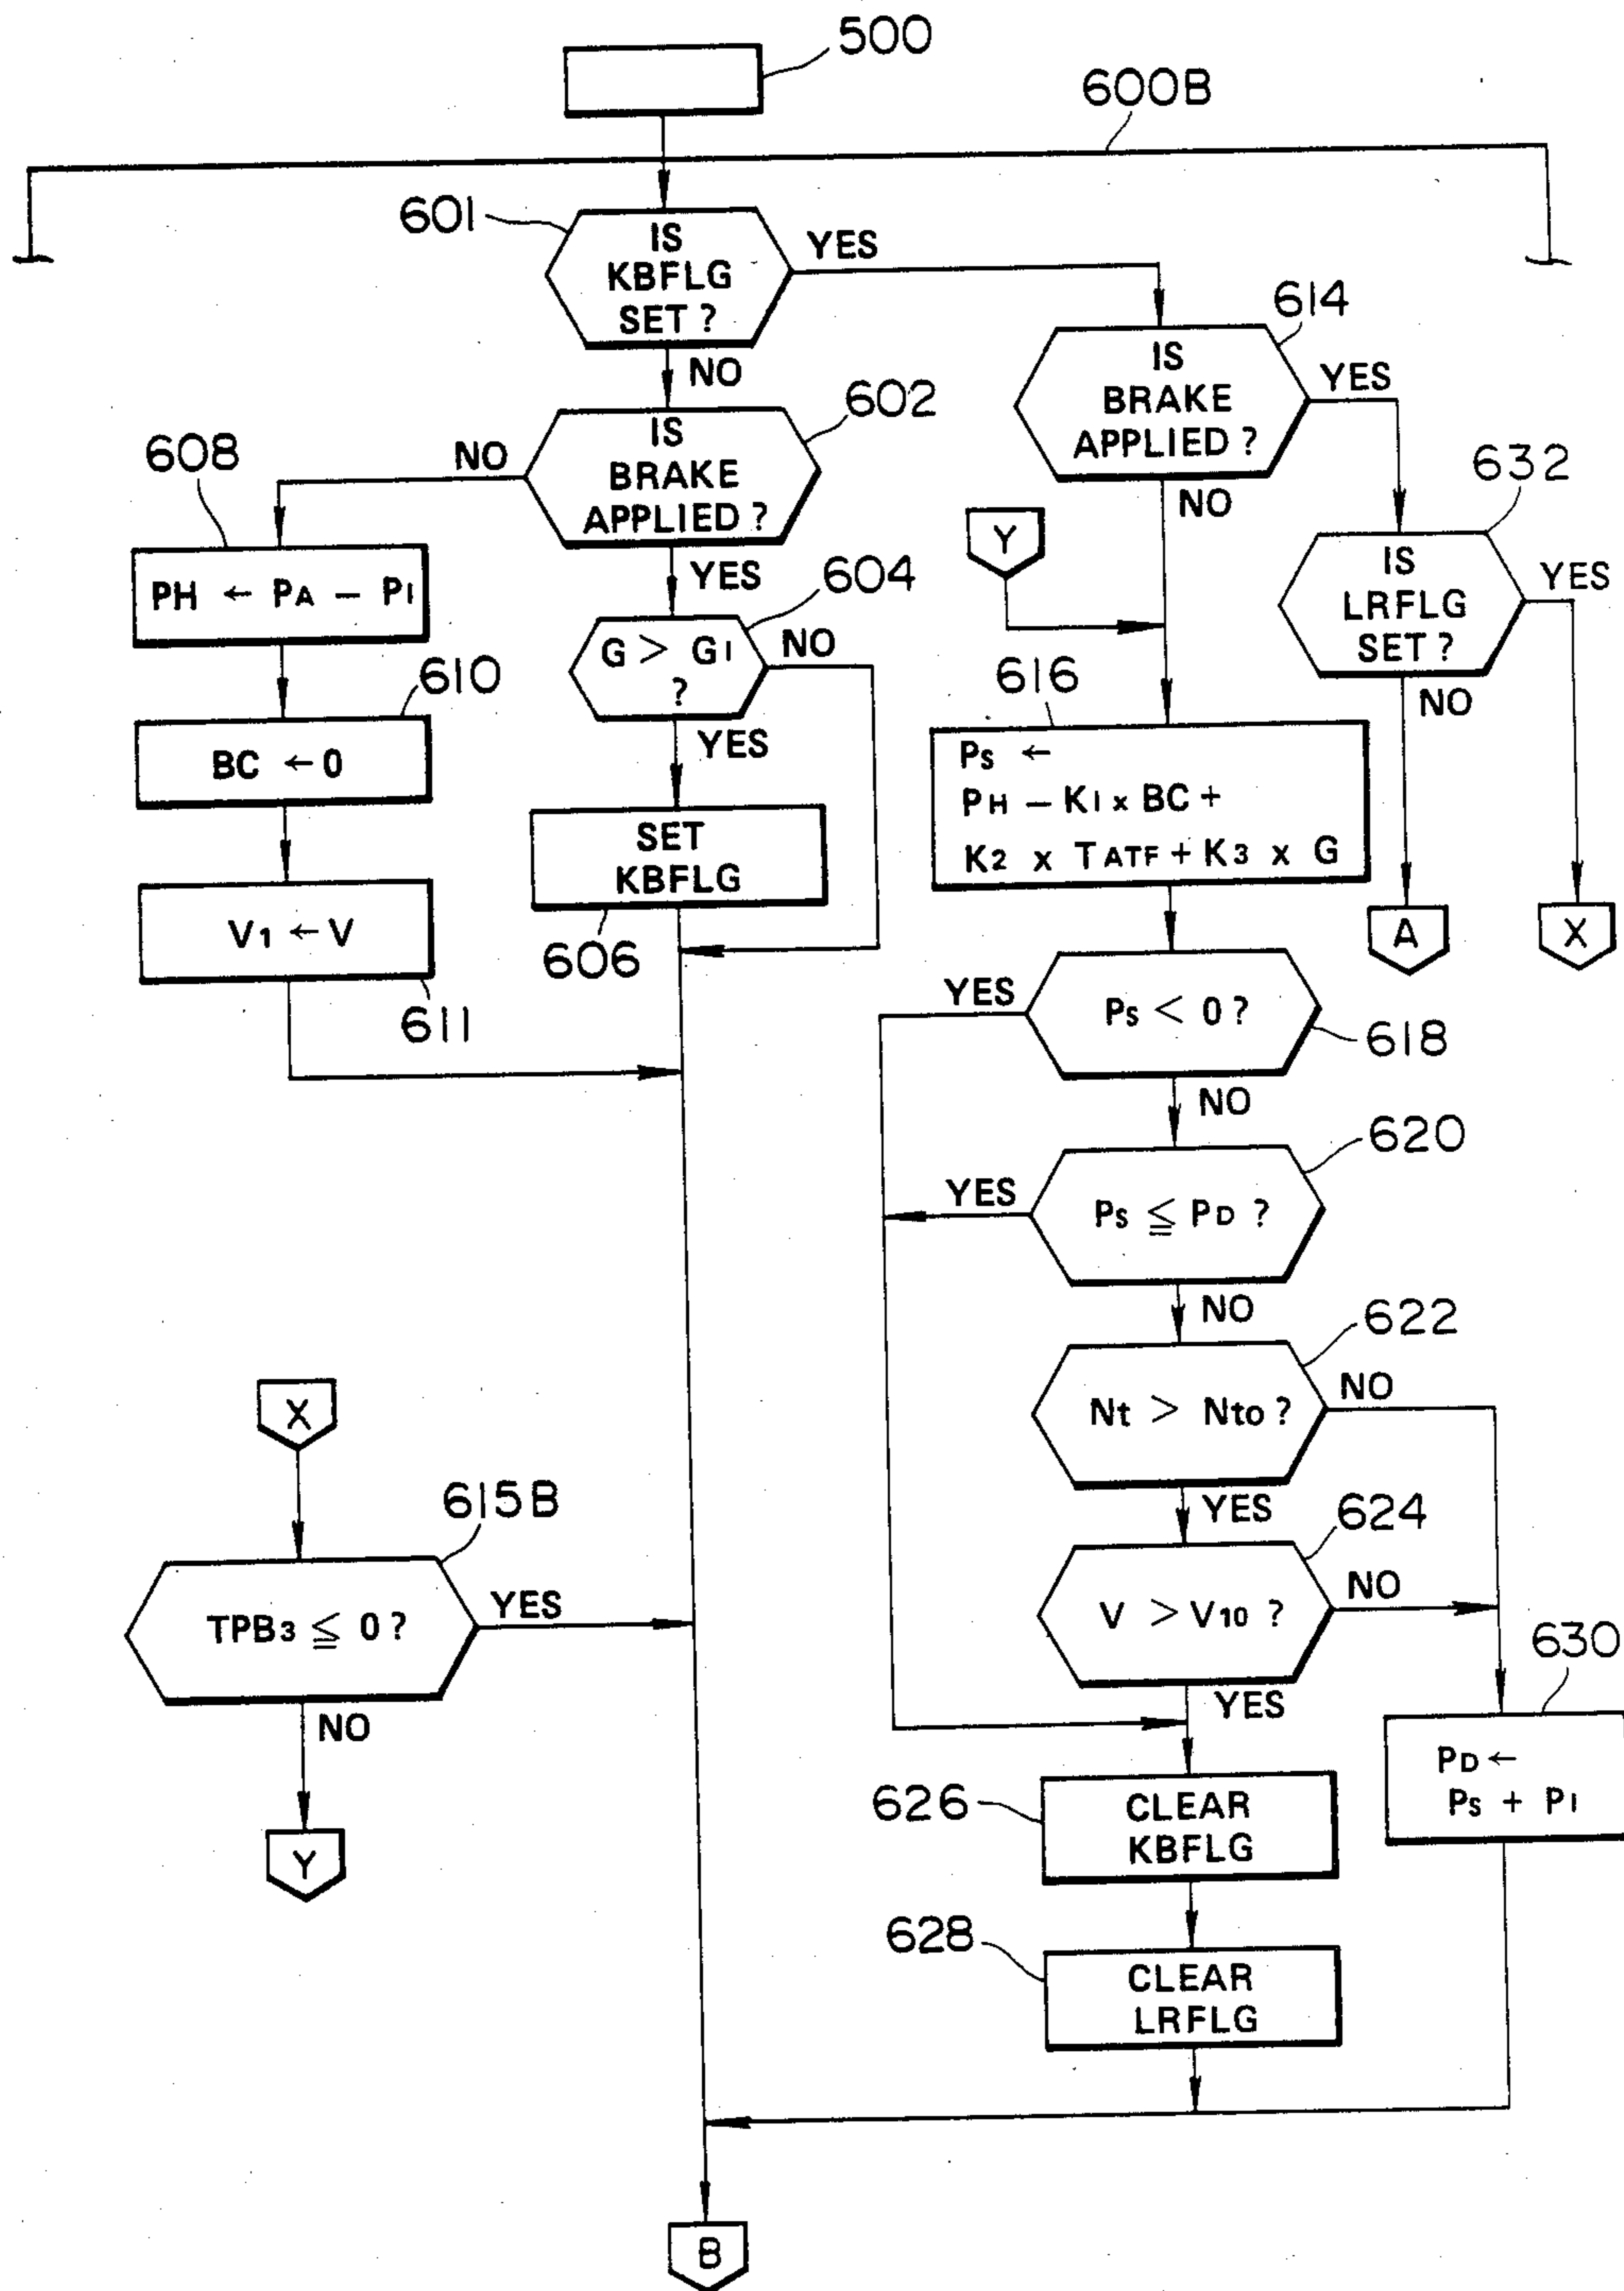 500
600B
601
IS
KBFLG
SET ?
YES
NO
602
IS
BRAKE
APPLIED ?
NO
YES
608
PH ← PA − PI
610
BC ← 0
V1 ← V
611
604
G > GI
?
NO
YES
SET
KBFLG
606
614
IS
BRAKE
APPLIED ?
YES
NO
Y
632
IS
LRFLG
SET ?
YES
NO
A
X
616
PS ←
PH − KI × BC +
K2 × TATF + K3 × G
PS < 0 ?
YES
618
NO
620
PS ≦ PD ?
YES
NO
622
Nt > Nto ?
NO
YES
624
V > V10 ?
NO
YES
630
PD ←
PS + PI
626
CLEAR
KBFLG
628
CLEAR
LRFLG
X
615B
TPB3 ≦ 0 ?
YES
NO
Y
B